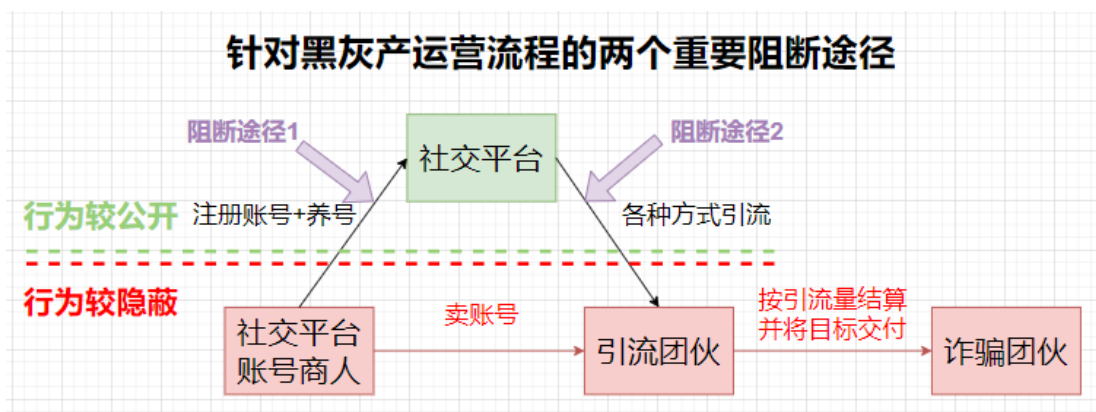 针对黑灰产运营流程的两个重要阻断途径
阻断途径1
阻断途径2
社交平台
行为较公开
注册账号+养号
各种方式引流
行为较隐蔽
社交平台
账号商人
卖账号
引流团伙
按引流量结算
并将目标交付
诈骗团伙